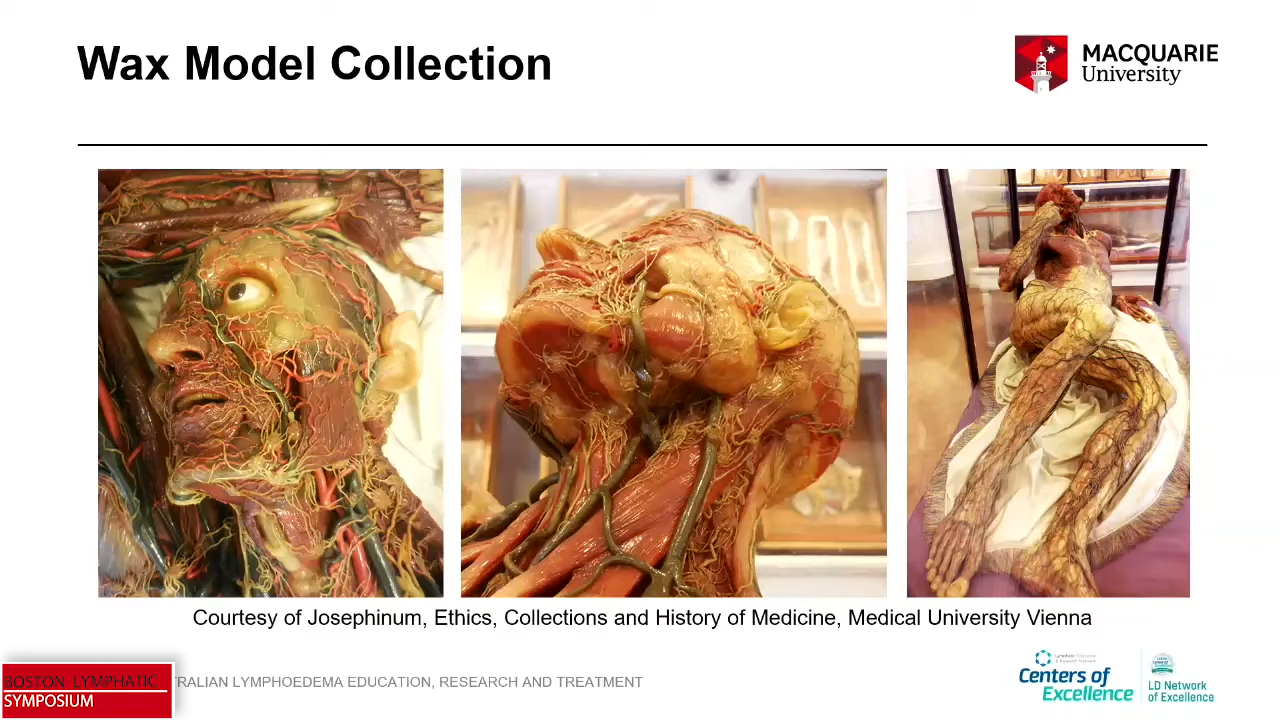 Wax Model Collection
MACQUARIE
University
Courtesy of Josephinum, Ethics, Collections and History of Medicine, Medical University Vienna
BOSTON LYMPHATIC
SYMPOSIUM
TRALIAN LYMPHOEDEMA EDUCATION, RESEARCH AND TREATMENT
Centers of
Excellence
LD Network
of Excellence